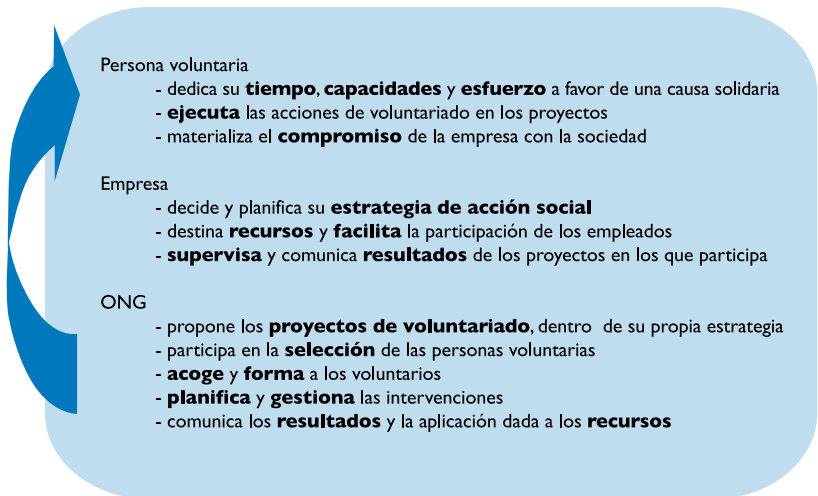 Persona voluntaria
- dedica su tiempo, capacidades y esfuerzo a favor de una causa solidaria
- ejecuta las acciones de voluntariado en los proyectos
- materializa el compromiso de la empresa con la sociedad
Empresa
- decide y planifica su estrategia de acción social
- destina recursos y facilita la participación de los empleados
- supervisa y comunica resultados de los proyectos en los que participa
ONG
- propone los proyectos de voluntariado, dentro de su propia estrategia
- participa en la selección de las personas voluntarias
- acoge y forma a los voluntarios
- planifica y gestiona las intervenciones
- comunica los resultados y la aplicación dada a los recursos